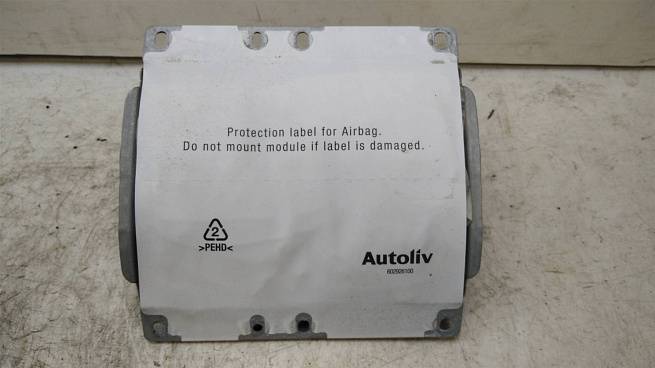 Protection label for Airbag.
Do not mount module if label is damaged.
2
>PEHD<
Autoliv
602926100